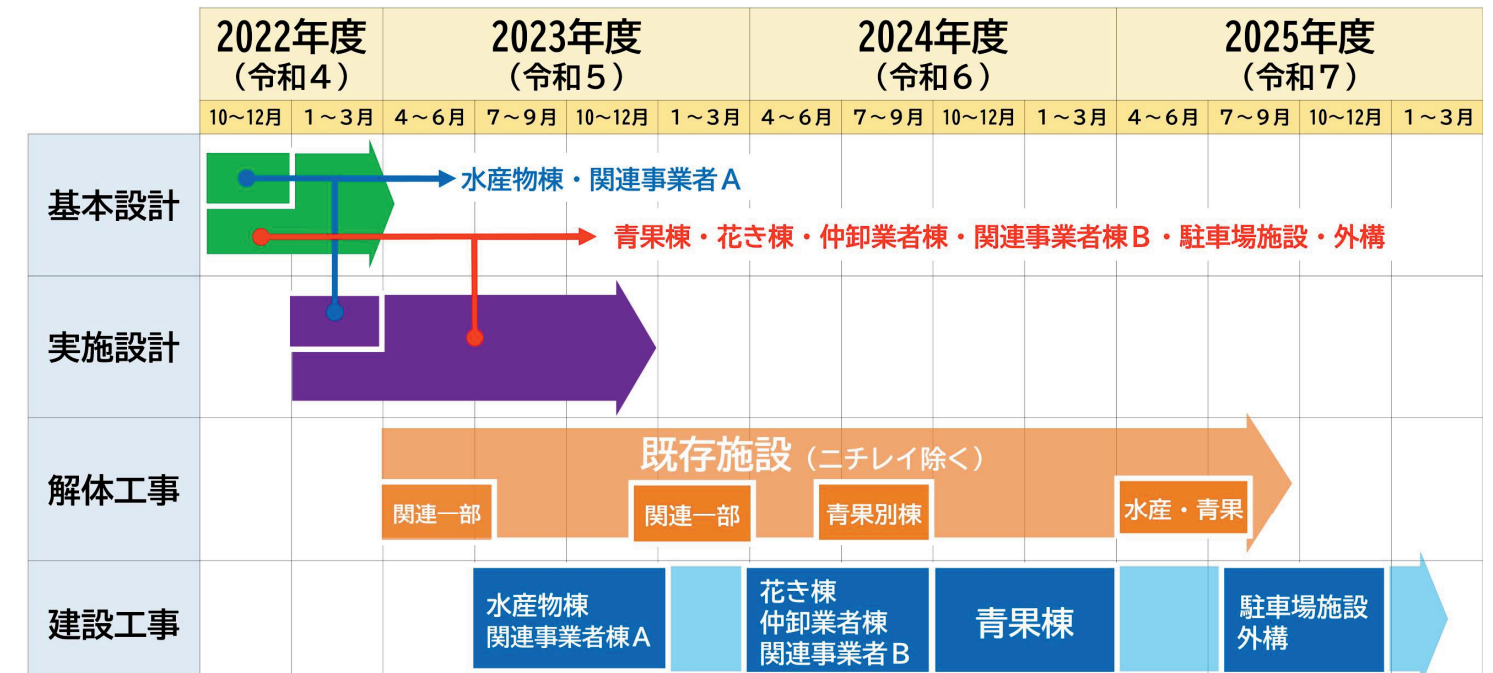 2022年度
(令和4)
2023年度
(令和5)
2024年度
(令和6)
2025年度
(令和7)
10〜12月 1〜3月 4〜6月 7〜9月 10〜12月 1〜3月 4〜6月 7〜9月 10〜12月 1〜3月 4〜6月 7〜9月 10〜12月 1〜3月
基本設計
水産物棟・関連事業者A
青果棟・花き棟・仲卸業者棟・関連事業者棟B・駐車場施設・外構
実施設計
解体工事
既存施設(ニチレイ除く)
関連一部
関連一部
青果別棟
水産・青果
建設工事
水産物棟
関連事業者棟A
花き棟
仲卸業者棟
関連事業者B
青果棟
駐車場施設
外構